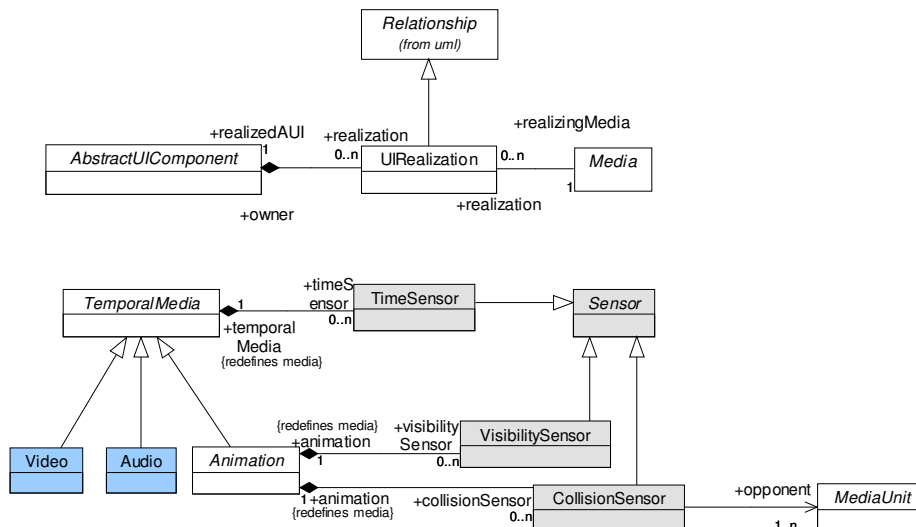 Relationship
(from uml)
+realizedAUI
+realization
+realizingMedia
1
0..n
0..n
AbstractUIComponent
UIRealization
Media
1
+owner
+realization
TemporalMedia
1
+timeS
ensor
0..n
TimeSensor
Sensor
+temporal
Media
{redefines media}
{redefines media}
+animation
1
+visibility
Sensor
0..n
VisibilitySensor
Video
Audio
Animation
1
+animation
{redefines media}
+collisionSensor
0..n
CollisionSensor
+opponent
1..n
MediaUnit